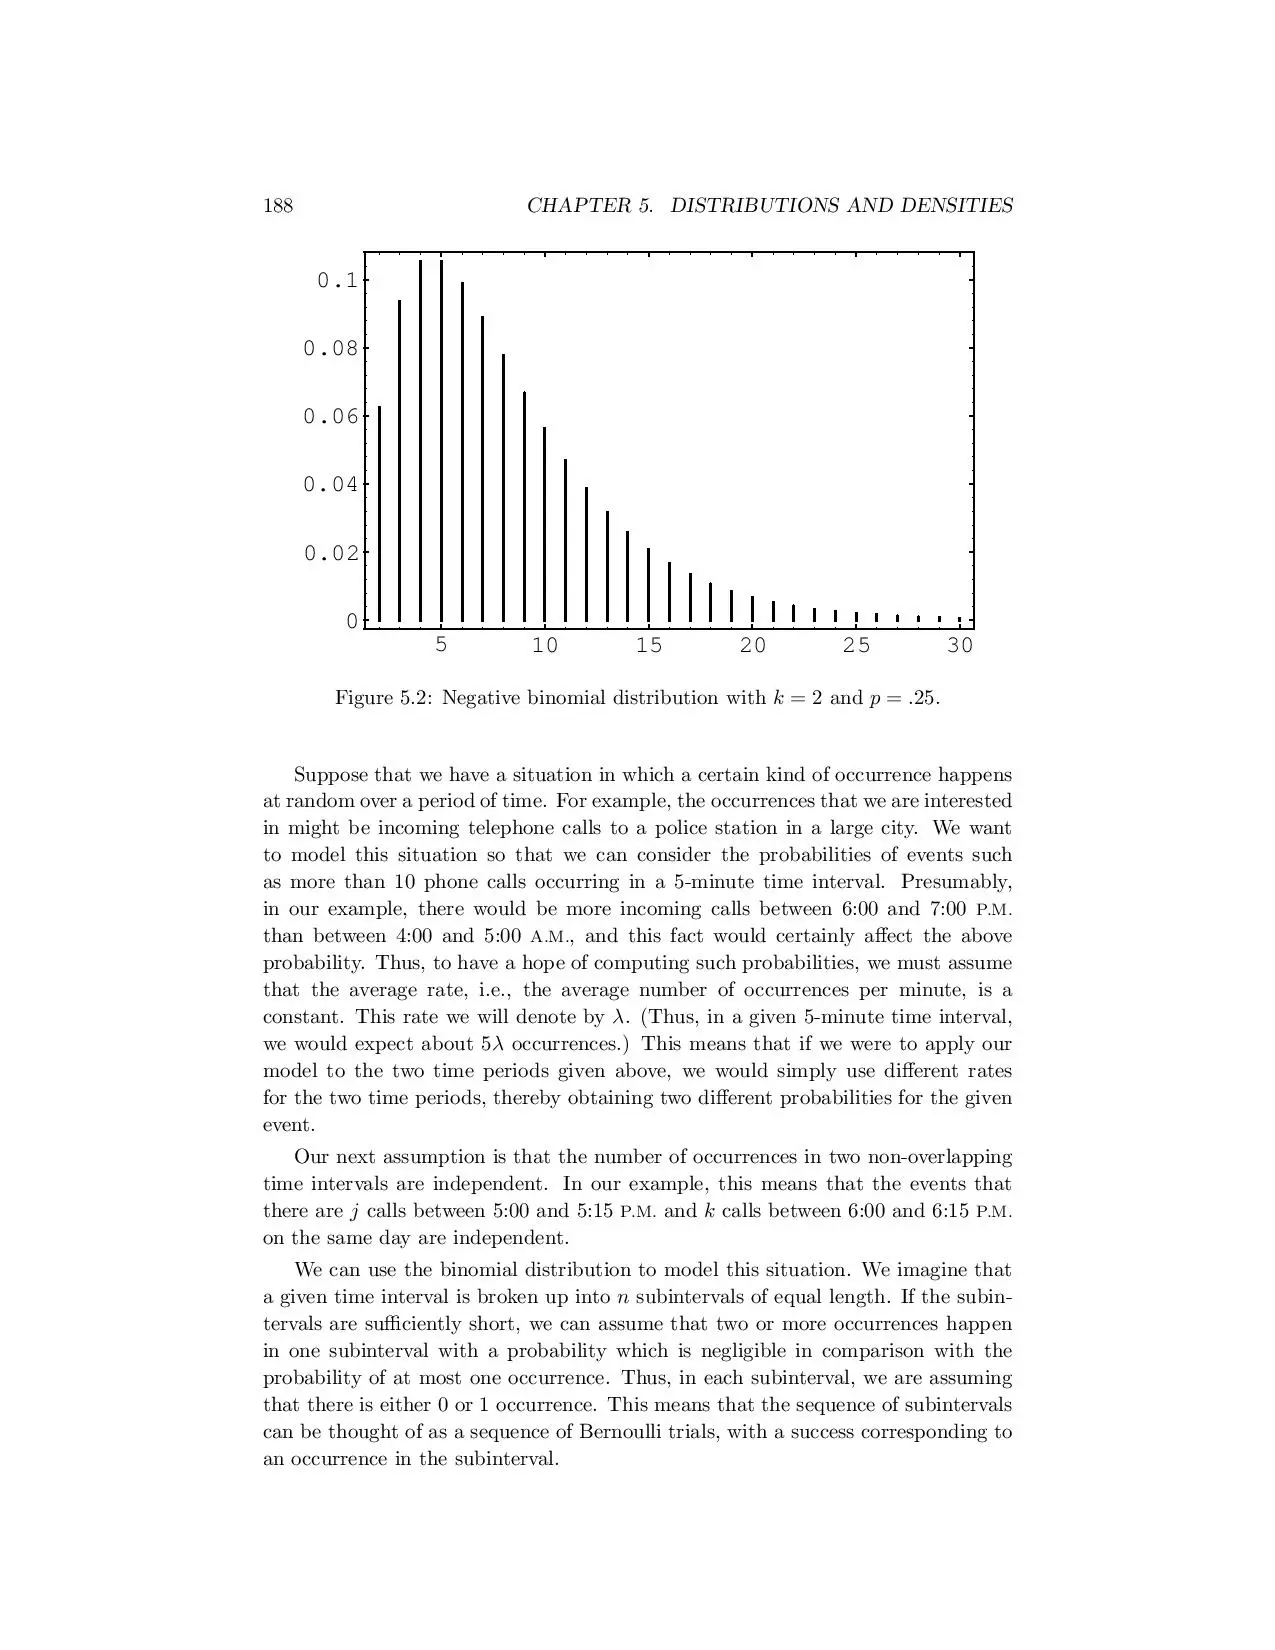 188
CHAPTER 5. DISTRIBUTIONS AND DENSITIES
0.1
0.08
0.06
0.04
0.02
0
5 10 15 20 25 30
Figure 5.2: Negative binomial distribution with k = 2 and p = .25.
Suppose that we have a situation in which a certain kind of occurrence happens
at random over a period of time. For example, the occurrences that we are interested
in might be incoming telephone calls to a police station in a large city. We want
to model this situation so that we can consider the probabilities of events such
as more than 10 phone calls occurring in a 5-minute time interval. Presumably,
in our example, there would be more incoming calls between 6:00 and 7:00 P.M.
than between 4:00 and 5:00 A.M., and this fact would certainly affect the above
probability. Thus, to have a hope of computing such probabilities, we must assume
that the average rate, i.e., the average number of occurrences per minute, is a
constant. This rate we will denote by λ. (Thus, in a given 5-minute time interval,
we would expect about 5λ occurrences.) This means that if we were to apply our
model to the two time periods given above, we would simply use different rates
for the two time periods, thereby obtaining two different probabilities for the given
event.
Our next assumption is that the number of occurrences in two non-overlapping
time intervals are independent. In our example, this means that the events that
there are j calls between 5:00 and 5:15 P.M. and k calls between 6:00 and 6:15 P.M.
on the same day are independent.
We can use the binomial distribution to model this situation. We imagine that
a given time interval is broken up into n subintervals of equal length. If the subin-
tervals are sufficiently short, we can assume that two or more occurrences happen
in one subinterval with a probability which is negligible in comparison with the
probability of at most one occurrence. Thus, in each subinterval, we are assuming
that there is either 0 or 1 occurrence. This means that the sequence of subintervals
can be thought of as a sequence of Bernoulli trials, with a success corresponding to
an occurrence in the subinterval.